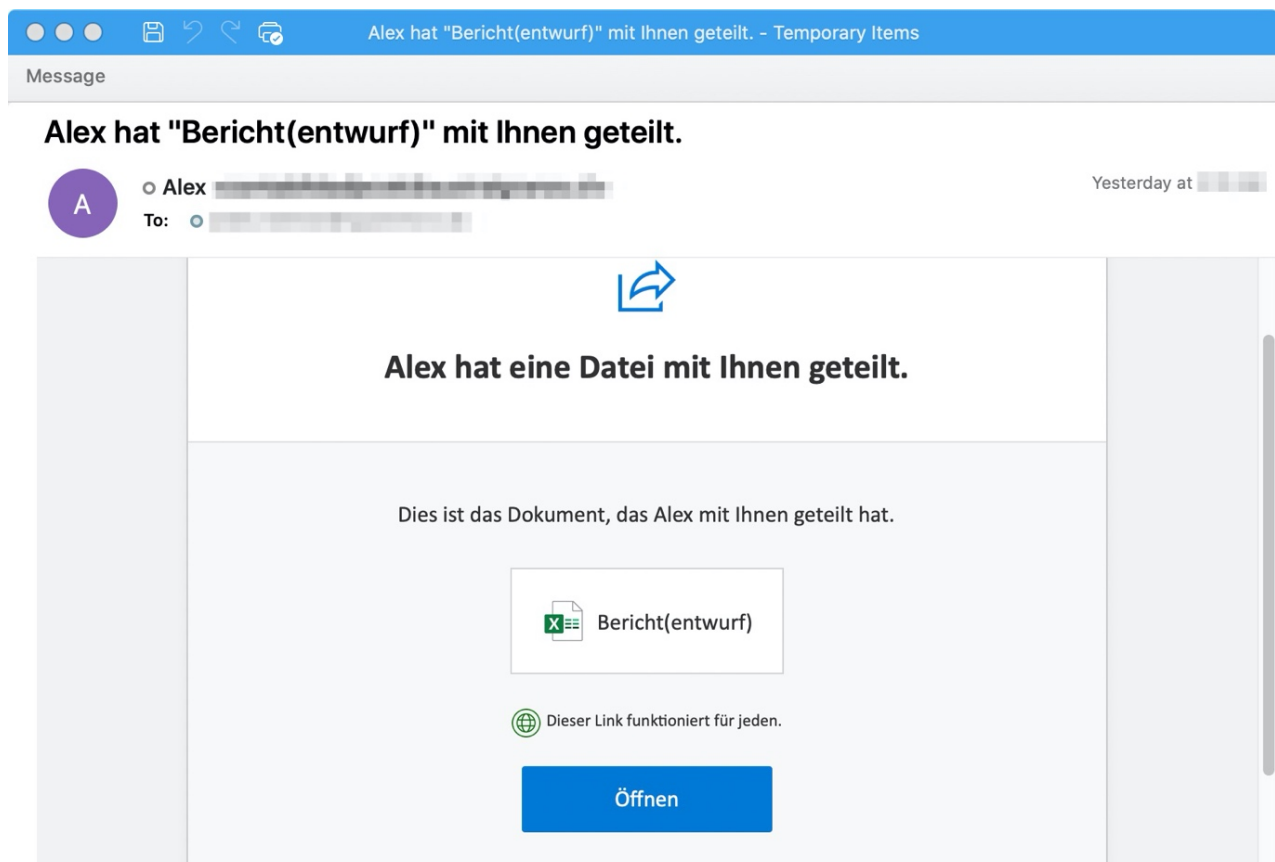 Alex hat "Bericht(entwurf)" mit Ihnen geteilt. - Temporary Items
Message
Alex hat "Bericht(entwurf)" mit Ihnen geteilt.
A
Alex
Yesterday at
To:
Alex hat eine Datei mit Ihnen geteilt.
Dies ist das Dokument, das Alex mit Ihnen geteilt hat.
X Bericht(entwurf)
Dieser Link funktioniert für jeden.
Öffnen